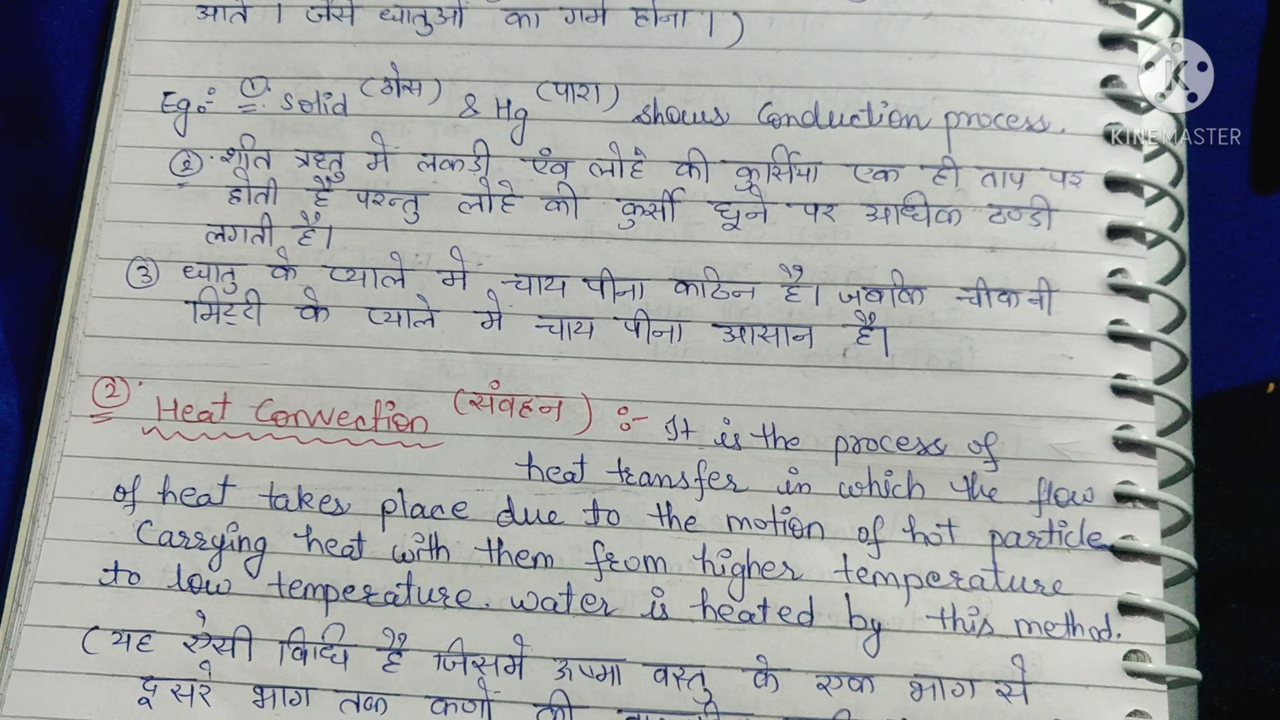 आते । जैसे धातुओं का गर्म होना ।)
Eg:- ① Solid (ठोस) & Hg (पारा) shows Conduction process.
② शीत ऋतु में लकडी एंव लोहे की कुर्सिया एक ही ताप पर
होती है परन्तु लोहे की कुर्सी छूने पर अधिक ठण्डी
लगती है।
③ धातु के प्याले में चाय पीना कठिन है। जबकि चीकनी
मिट्टी के प्याले में चाय पीना आसान है।
② Heat Convection (संवहन) :- It is the process of
heat transfer in which the flow
of heat takes place due to the motion of hot particle
Carrying heat with them from higher temperature
to low temperature. water is heated by this method.
(यह ऐसी विधि है जिसमें ऊष्मा वस्तु के एक भाग से
दूसरे भाग तक कणों की
KINEMASTER